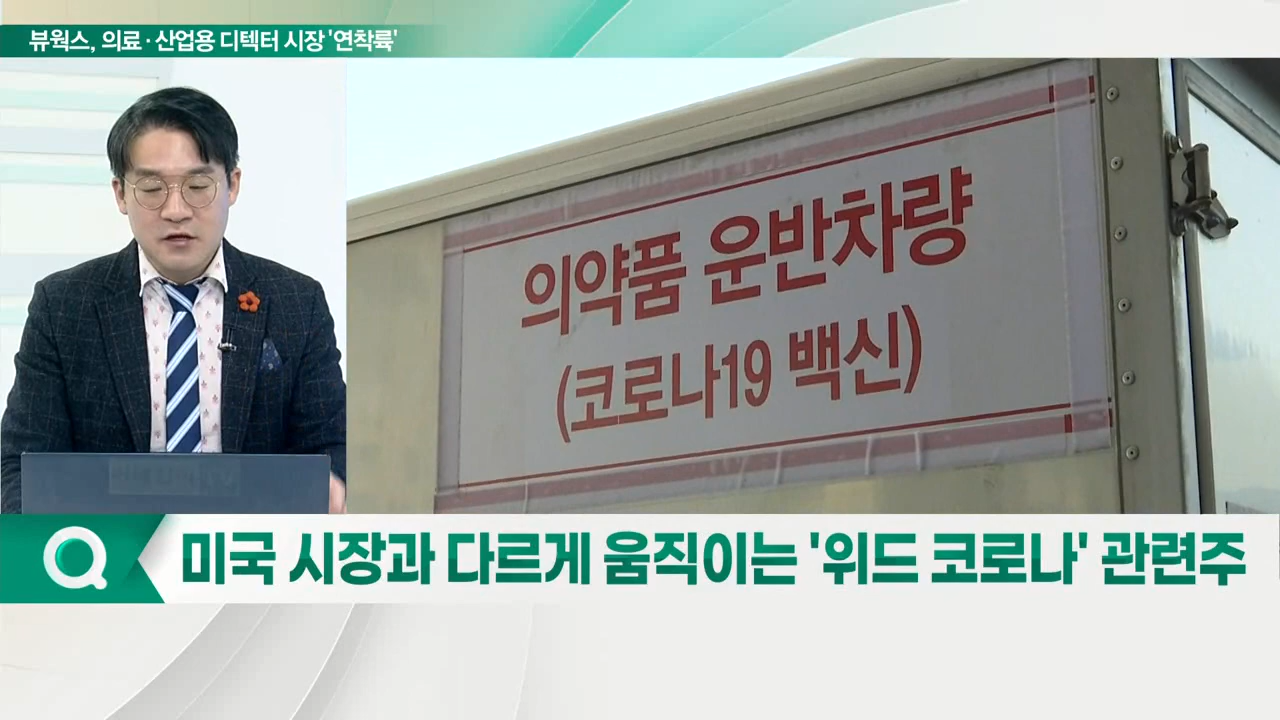 뷰웍스, 의료·산업용 디텍터 시장 '연착륙'
의약품 운반차량
(코로나19 백신)
미국 시장과 다르게 움직이는 '위드 코로나' 관련주